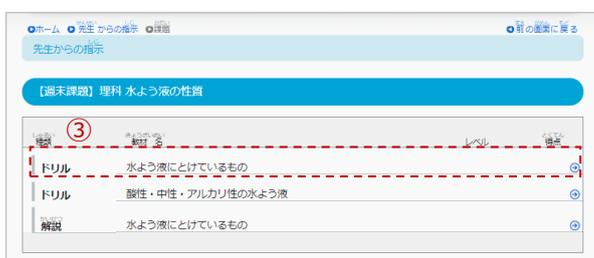 ホーム 先生 からの指示 課題 前の画面に戻る
先生からの指示
【週末課題】理科 水よう液の性質
③
種類 教材 名 レベル 得点
ドリル 水よう液にとけているもの
ドリル 酸性・中性・アルカリ性の水よう液
解説 水よう液にとけているもの